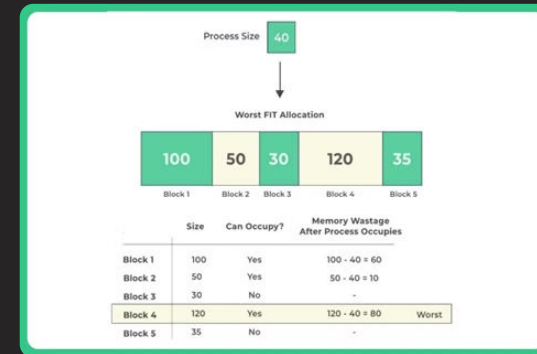 Process Size 40
Worst FIT Allocation
100 50 30 120 35
Block 1 Block 2 Block 3 Block 4 Block 5
Size Can Occupy? Memory Wastage
After Process Occupies
Block 1 100 Yes 100 - 40 = 60
Block 2 50 Yes 50 - 40 = 10
Block 3 30 No -
Block 4 120 Yes 120 - 40 = 80 Worst
Block 5 35 No -